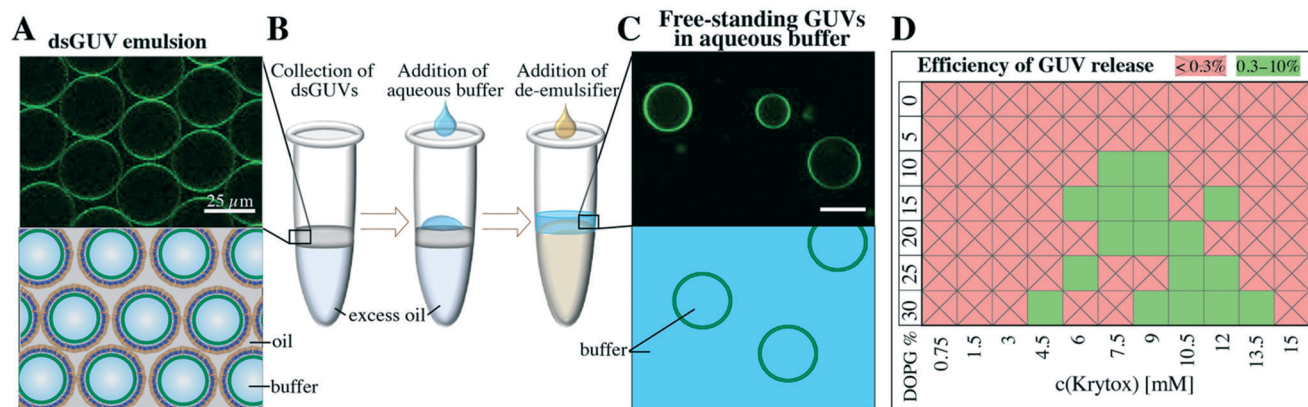 A
dsGUV emulsion
25 µm
oil
buffer
B
Collection of
dsGUVs
Addition of
aqueous buffer
Addition of
de-emulsifier
excess oil
C
Free-standing GUVs
in aqueous buffer
buffer
D
Efficiency of GUV release
<0.3%
0.3–10%
0
5
10
15
20
25
30
DOPG %
0.75
1.5
3
4.5
6
7.5
9
10.5
12
13.5
15
c(Krytox) [mM]